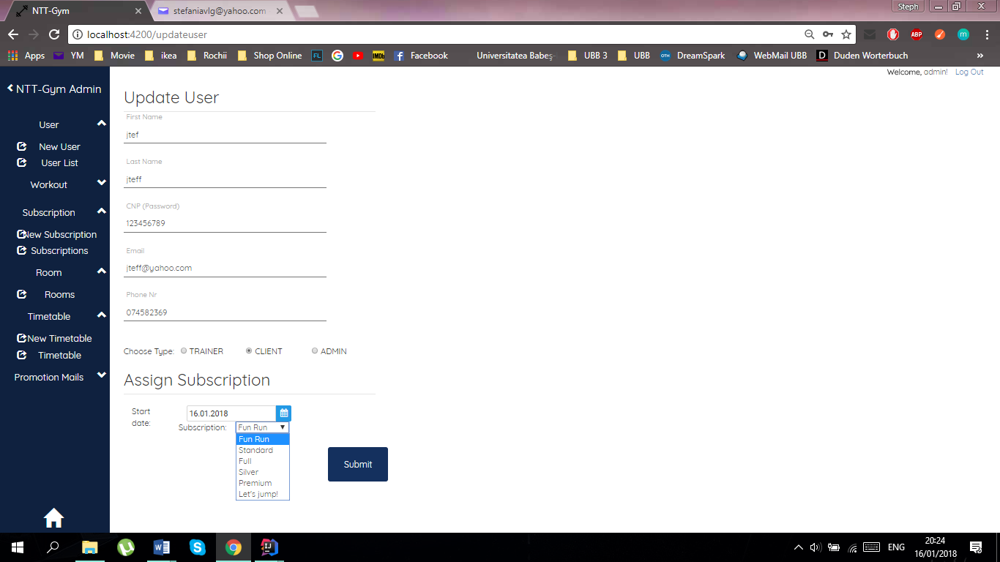 Steph
NTT-Gym
stefaniavlg@yahoo.com
localhost:4200/updateuser
ABP
m
Apps YM Movie ikea Rochii Shop Online FL IMDb Facebook Universitatea Babeş- UBB 3 UBB OTH DreamSpark WebMail UBB D Duden Worterbuch »
Welcome, admin! Log Out
NTT-Gym Admin
User
New User
User List
Workout
Subscription
New Subscription
Subscriptions
Room
Rooms
Timetable
New Timetable
Timetable
Promotion Mails
Update User
First Name
jtef
Last Name
jteff
CNP (Password)
123456789
Email
jteff@yahoo.com
Phone Nr
074582369
Choose Type: TRAINER CLIENT ADMIN
Assign Subscription
Start
date:
16.01.2018
Subscription: Fun Run
Fun Run
Standard
Full
Silver
Premium
Let's jump!
Submit
ENG
20:24
16/01/2018